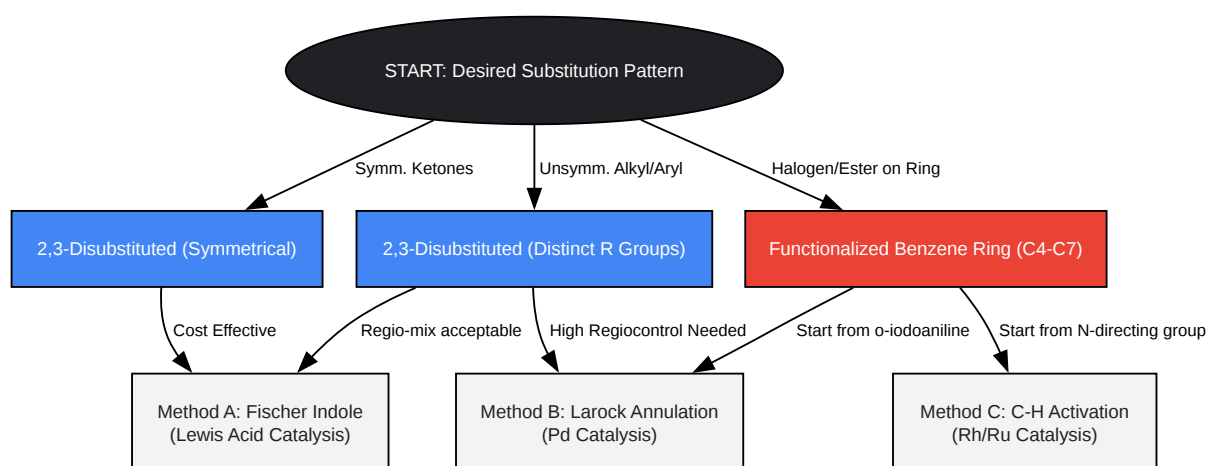 START: Desired Substitution Pattern
Symm. Ketones
Unsymm. Alkyl/Aryl
Halogen/Ester on Ring
2,3-Disubstituted (Symmetrical)
2,3-Disubstituted (Distinct R Groups)
Functionalized Benzene Ring (C4-C7)
Cost Effective
Regio-mix acceptable
High Regiocontrol Needed
Start from o-iodoaniline
Start from N-directing group
Method A: Fischer Indole
(Lewis Acid Catalysis)
Method B: Larock Annulation
(Pd Catalysis)
Method C: C-H Activation
(Rh/Ru Catalysis)